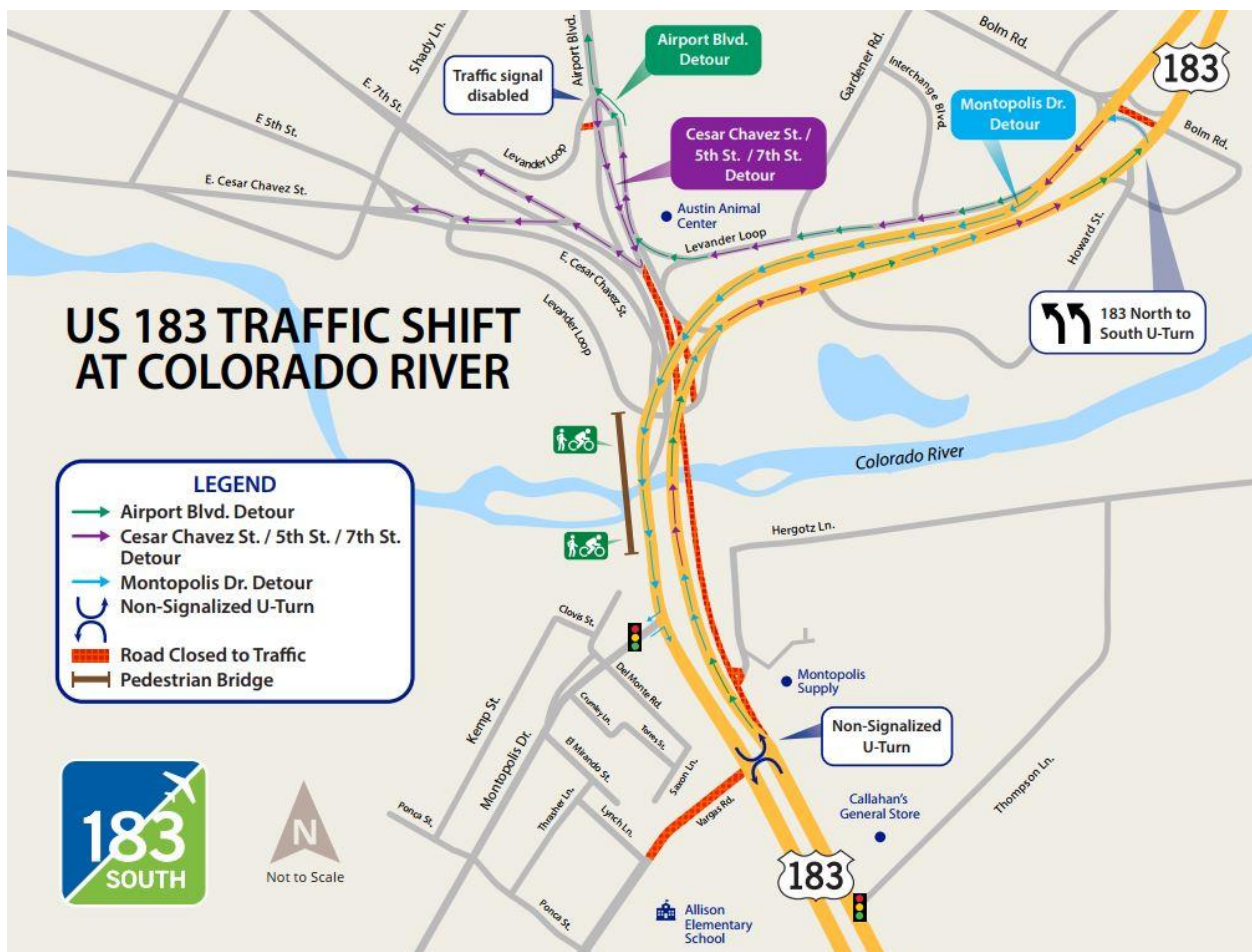 Shady Ln.
Airport Blvd.
Airport Blvd.
Detour
Gardener Rd.
Bolm Rd.
183
Traffic signal
disabled
E. 7th St.
Interchange Blvd.
Montopolis Dr.
Detour
E 5th St.
Cesar Chavez St. /
5th St. / 7th St.
Detour
Bolm Rd.
Levander Loop
E. Cesar Chavez St.
Austin Animal
Center
Levander Loop
Howard St.
E. Cesar Chavez St.
Levander Loop
183 North to
South U-Turn
US 183 TRAFFIC SHIFT
AT COLORADO RIVER
Colorado River
LEGEND
Airport Blvd. Detour
Cesar Chavez St. / 5th St. / 7th St.
Detour
Montopolis Dr. Detour
Non-Signalized U-Turn
Road Closed to Traffic
Pedestrian Bridge
Hergotz Ln.
Clovis St.
Del Monte Rd.
Montopolis
Supply
Kemp St.
Crumley Ln.
Torres St.
Non-Signalized
U-Turn
Montopolis Dr.
El Mirando St.
Saxon Ln.
Thompson Ln.
Thrasher Ln.
Lynch Ln.
Vargas Rd.
Callahan's
General Store
Ponca St.
183
SOUTH
N
Not to Scale
183
Ponca St.
Allison
Elementary
School